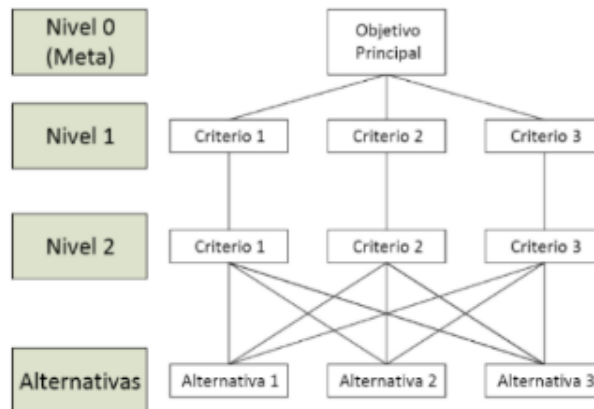 Nivel 0
(Meta)
Objetivo
Principal
Nivel 1
Criterio 1
Criterio 2
Criterio 3
Nivel 2
Criterio 1
Criterio 2
Criterio 3
Alternativas
Alternativa 1
Alternativa 2
Alternativa 3